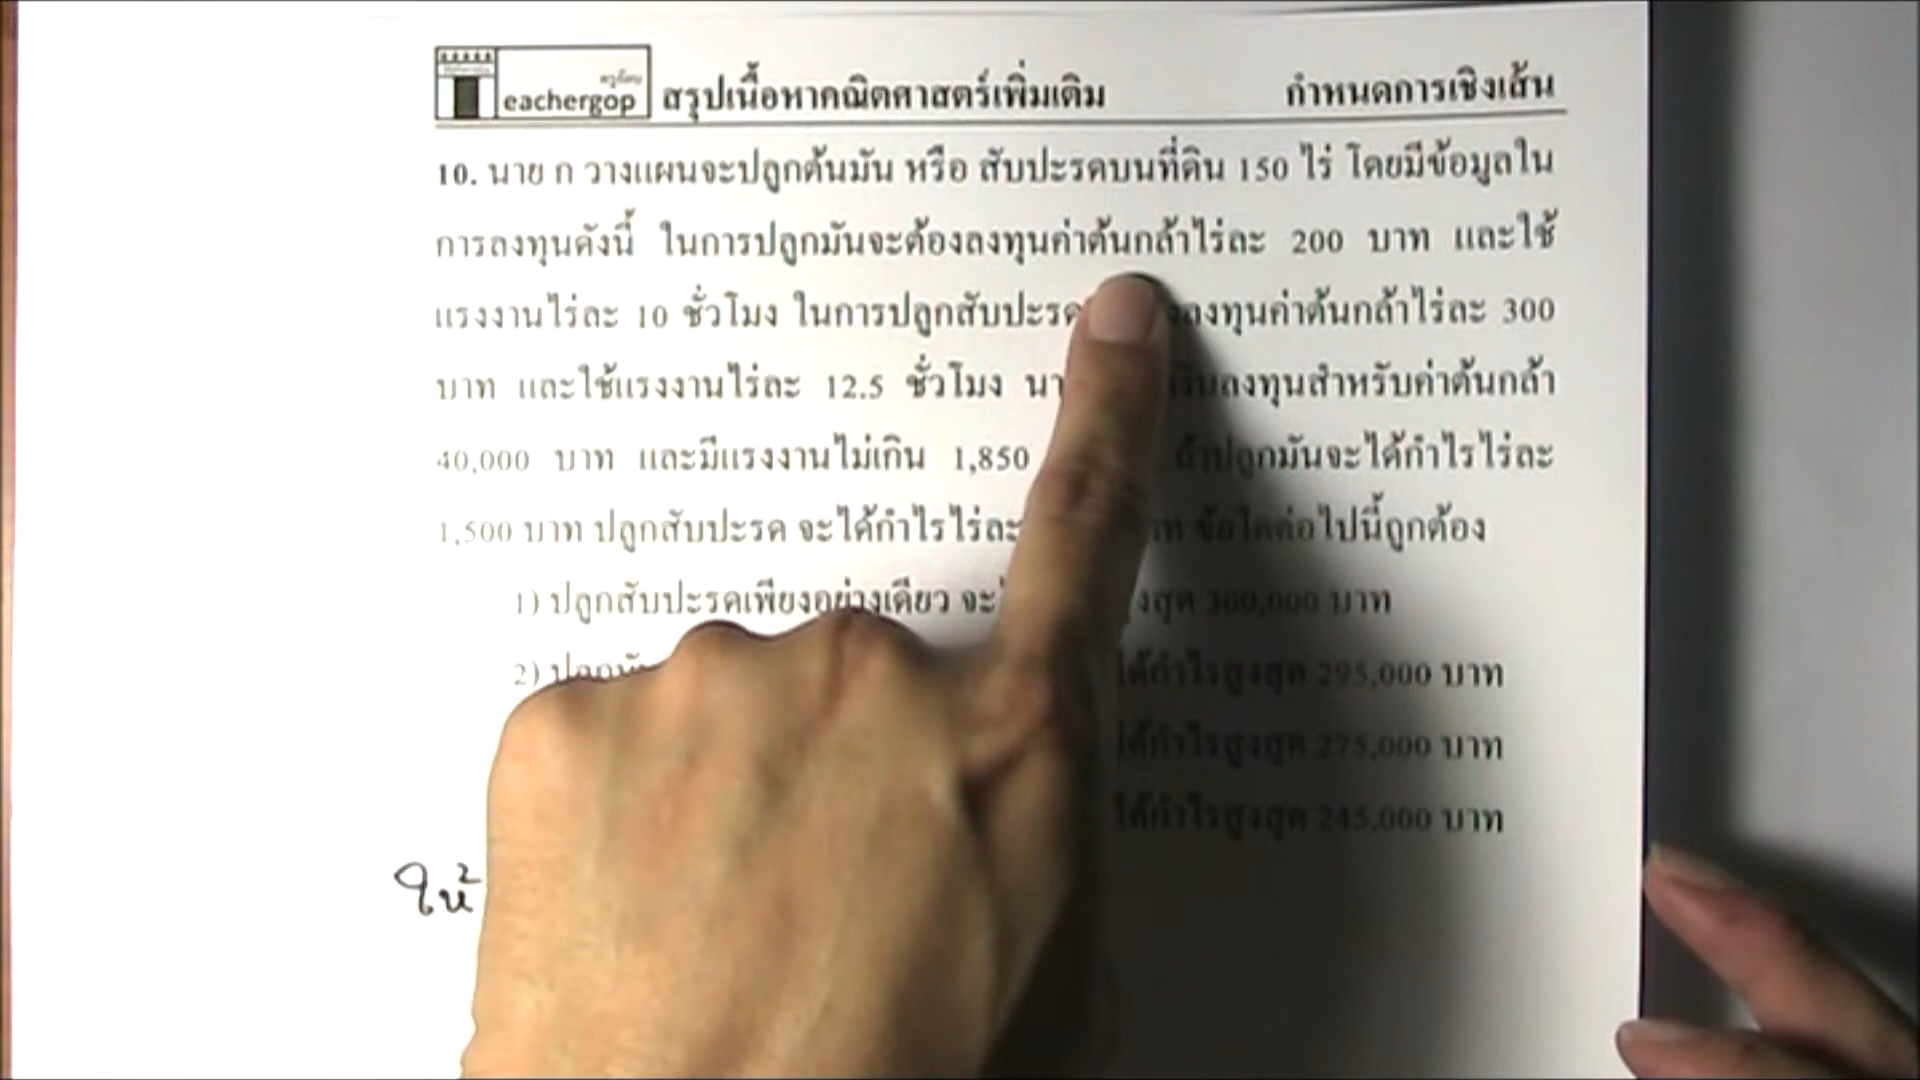 eachergop สรุปเนื้อหาคณิตศาสตร์เพิ่มเติม กำหนดการเชิงเส้น
10. นาย ก วางแผนจะปลูกต้นมัน หรือ สับปะรดบนที่ดิน 150 ไร่ โดยมีข้อมูลใน
การลงทุนดังนี้ ในการปลูกมันจะต้องลงทุนค่าต้นกล้าไร่ละ 200 บาท และใช้
แรงงานไร่ละ 10 ชั่วโมง ในการปลูกสับปะรด ลงทุนค่าต้นกล้าไร่ละ 300
บาท และใช้แรงงานไร่ละ 12.5 ชั่วโมง เงินลงทุนสำหรับค่าต้นกล้า
40,000 บาท และมีแรงงานไม่เกิน 1,850 ถ้าปลูกมันจะได้กำไรไร่ละ
1,500 บาท ปลูกสับปะรด จะได้กำไรไร่ละ ข้อใดต่อไปนี้ถูกต้อง
1) ปลูกสับปะรดเพียงอย่างเดียว 300,000 บาท
2) ได้กำไรสูงสุด 295,000 บาท
ได้กำไรสูงสุด 275,000 บาท
ได้กำไรสูงสุด 245,000 บาท
ให้